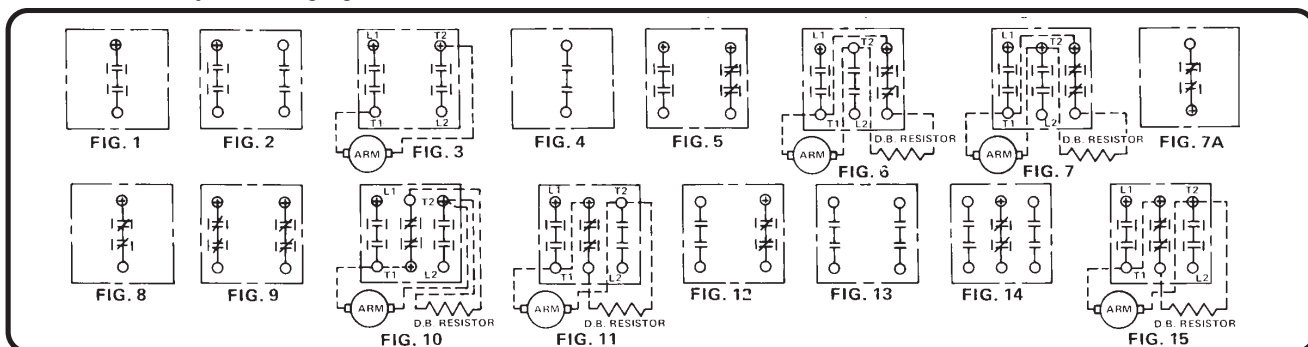 L1 T2
T1 L2
ARM
FIG. 1 FIG. 2 FIG. 3 FIG. 4 FIG. 5
L1 T2
T1 L2
D.B. RESISTOR
ARM
FIG. 6
L1 T2
T1 L2
D.B. RESISTOR
ARM
FIG. 7
FIG. 7A
FIG. 8 FIG. 9
L1 T2
T1 L2
ARM
D.B. RESISTOR
FIG. 10
L1 T2
T1 L2
ARM
D.B. RESISTOR
FIG. 11
FIG. 12 FIG. 13 FIG. 14
L1 T2
T1 L2
ARM
D.B. RESISTOR
FIG. 15